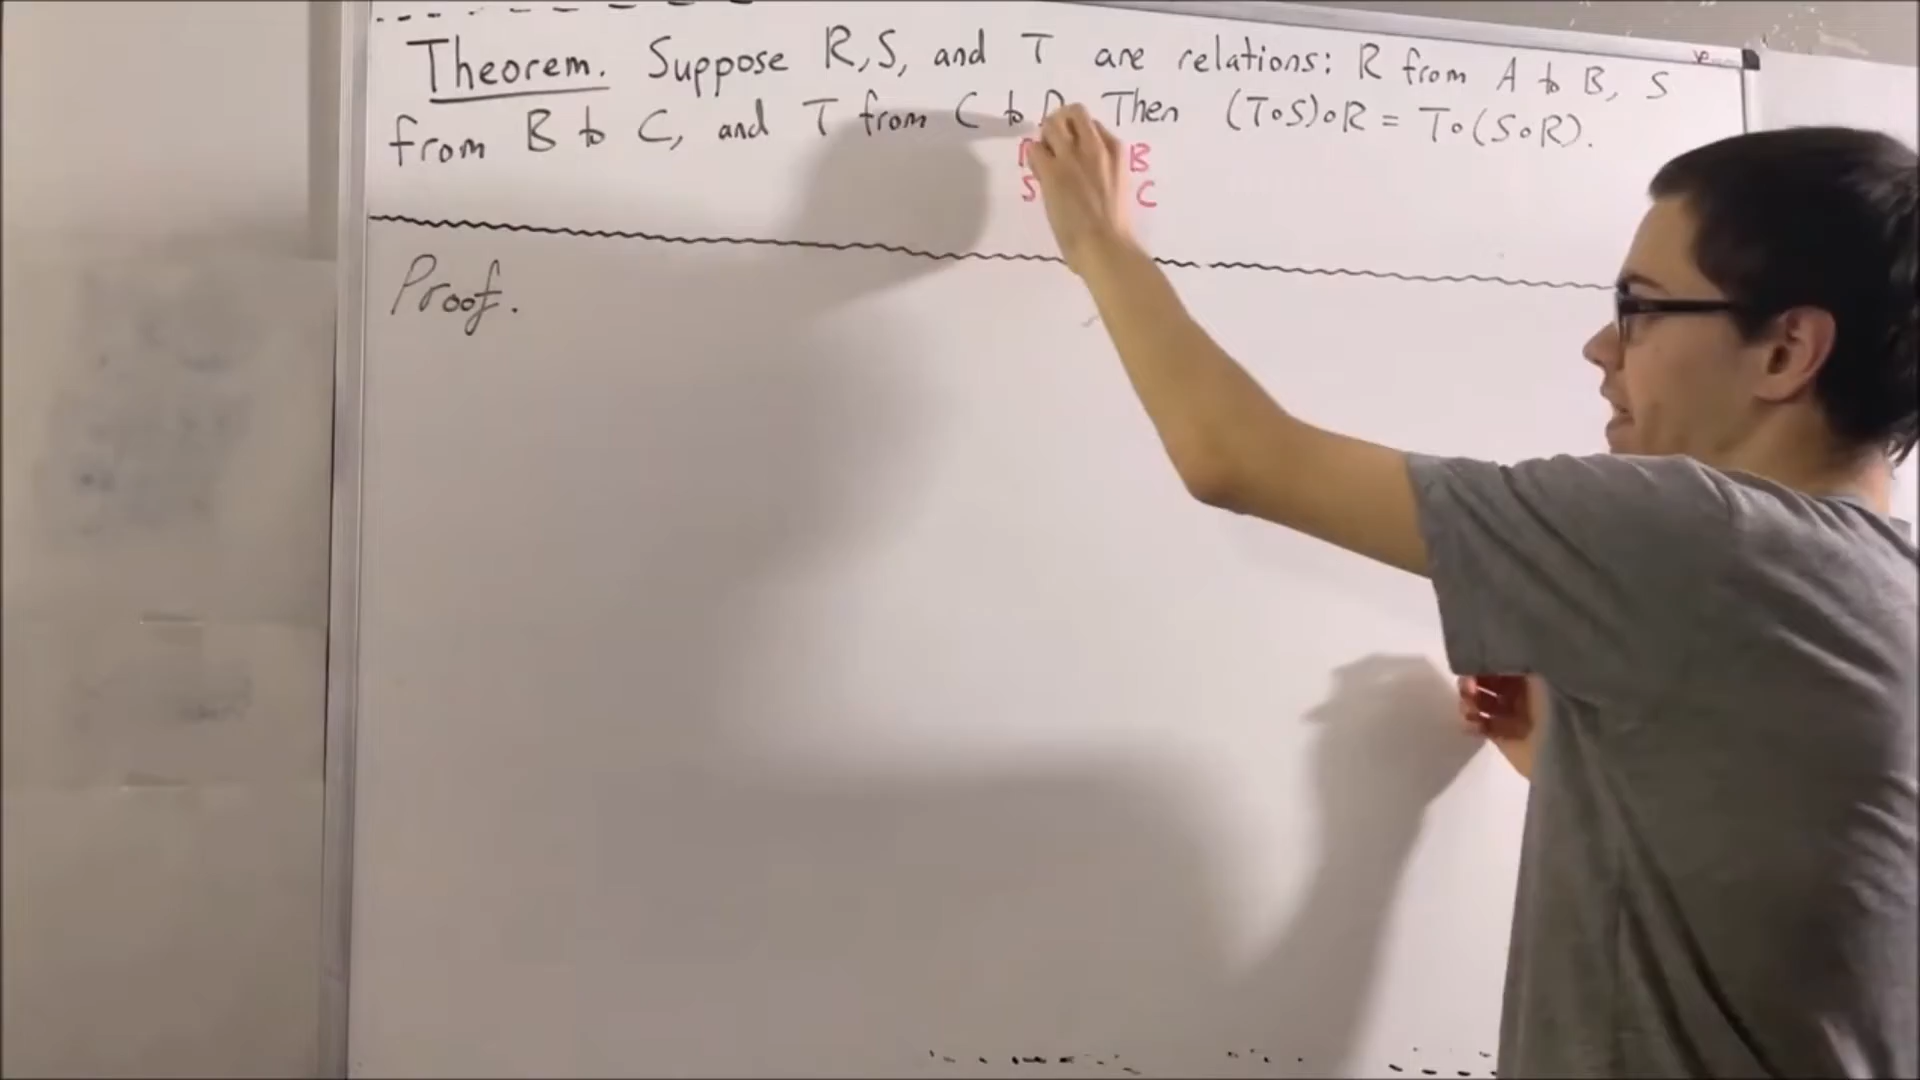 Theorem. Suppose R, S, and T are relations: R from A to B, S
from B to C, and T from C to D. Then (T∘S)∘R = T∘(S∘R).
B
S C
Proof.